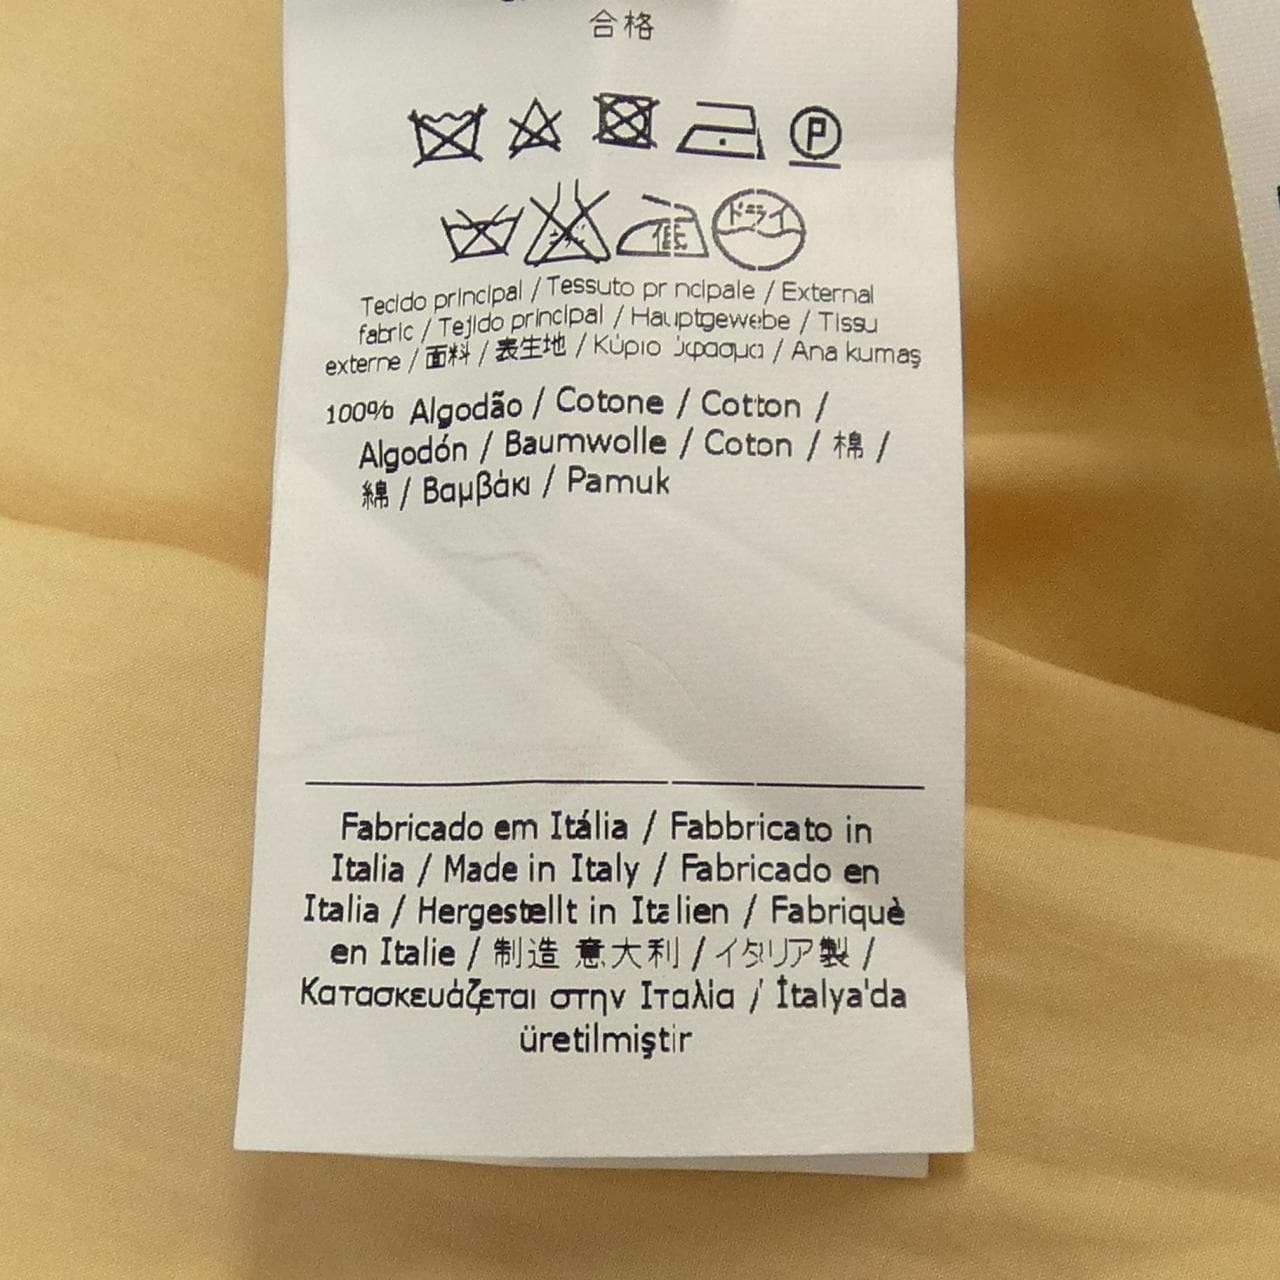 合格
P
低
ドライ
Tecido principal / Tessuto pr ncipale / External
fabric / Tejido principal / Hauptgewebe / Tissu
externe / 面料 / 表生地 / Κύριο ύφασμα / Ana kumaş
100% Algodão / Cotone / Cotton /
Algodón / Baumwolle / Coton / 棉 /
綿 / Βαμβάκι / Pamuk
Fabricado em Itália / Fabbricato in
Italia / Made in Italy / Fabricado en
Italia / Hergestellt in Italien / Fabriquè
en Italie / 制造 意大利 / イタリア製 /
Κατασκευάζεται στην Ιταλία / İtalya'da
üretilmiştir